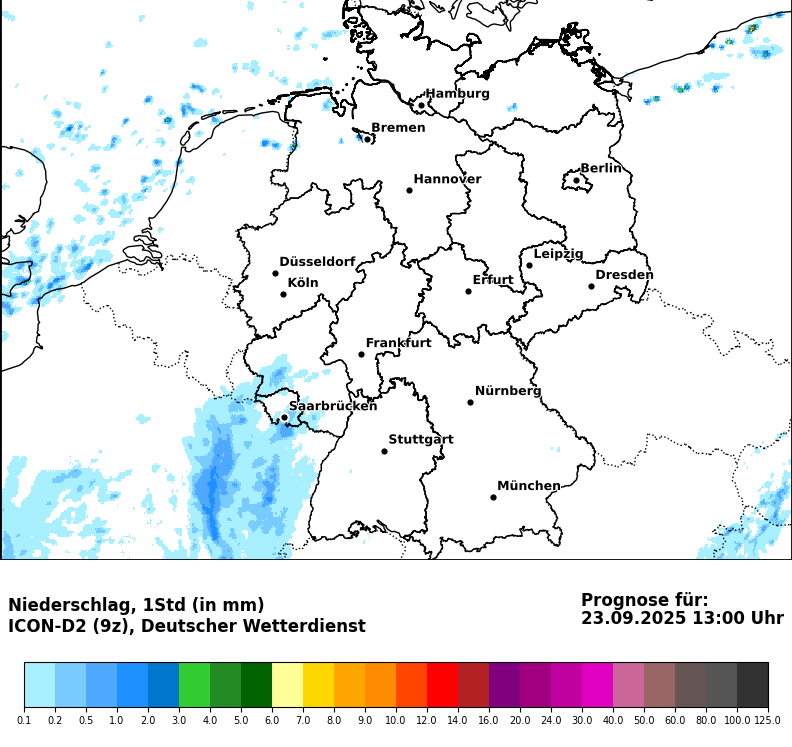 Hamburg
Bremen
Berlin
Hannover
Leipzig
Düsseldorf
Dresden
Erfurt
Köln
Frankfurt
Nürnberg
Saarbrücken
Stuttgart
München
Niederschlag, 1Std (in mm)
ICON-D2 (9z), Deutscher Wetterdienst
Prognose für:
23.09.2025 13:00 Uhr
0.1 0.2 0.5 1.0 2.0 3.0 4.0 5.0 6.0 7.0 8.0 9.0 10.0 12.0 14.0 16.0 20.0 24.0 30.0 40.0 50.0 60.0 80.0 100.0 125.0